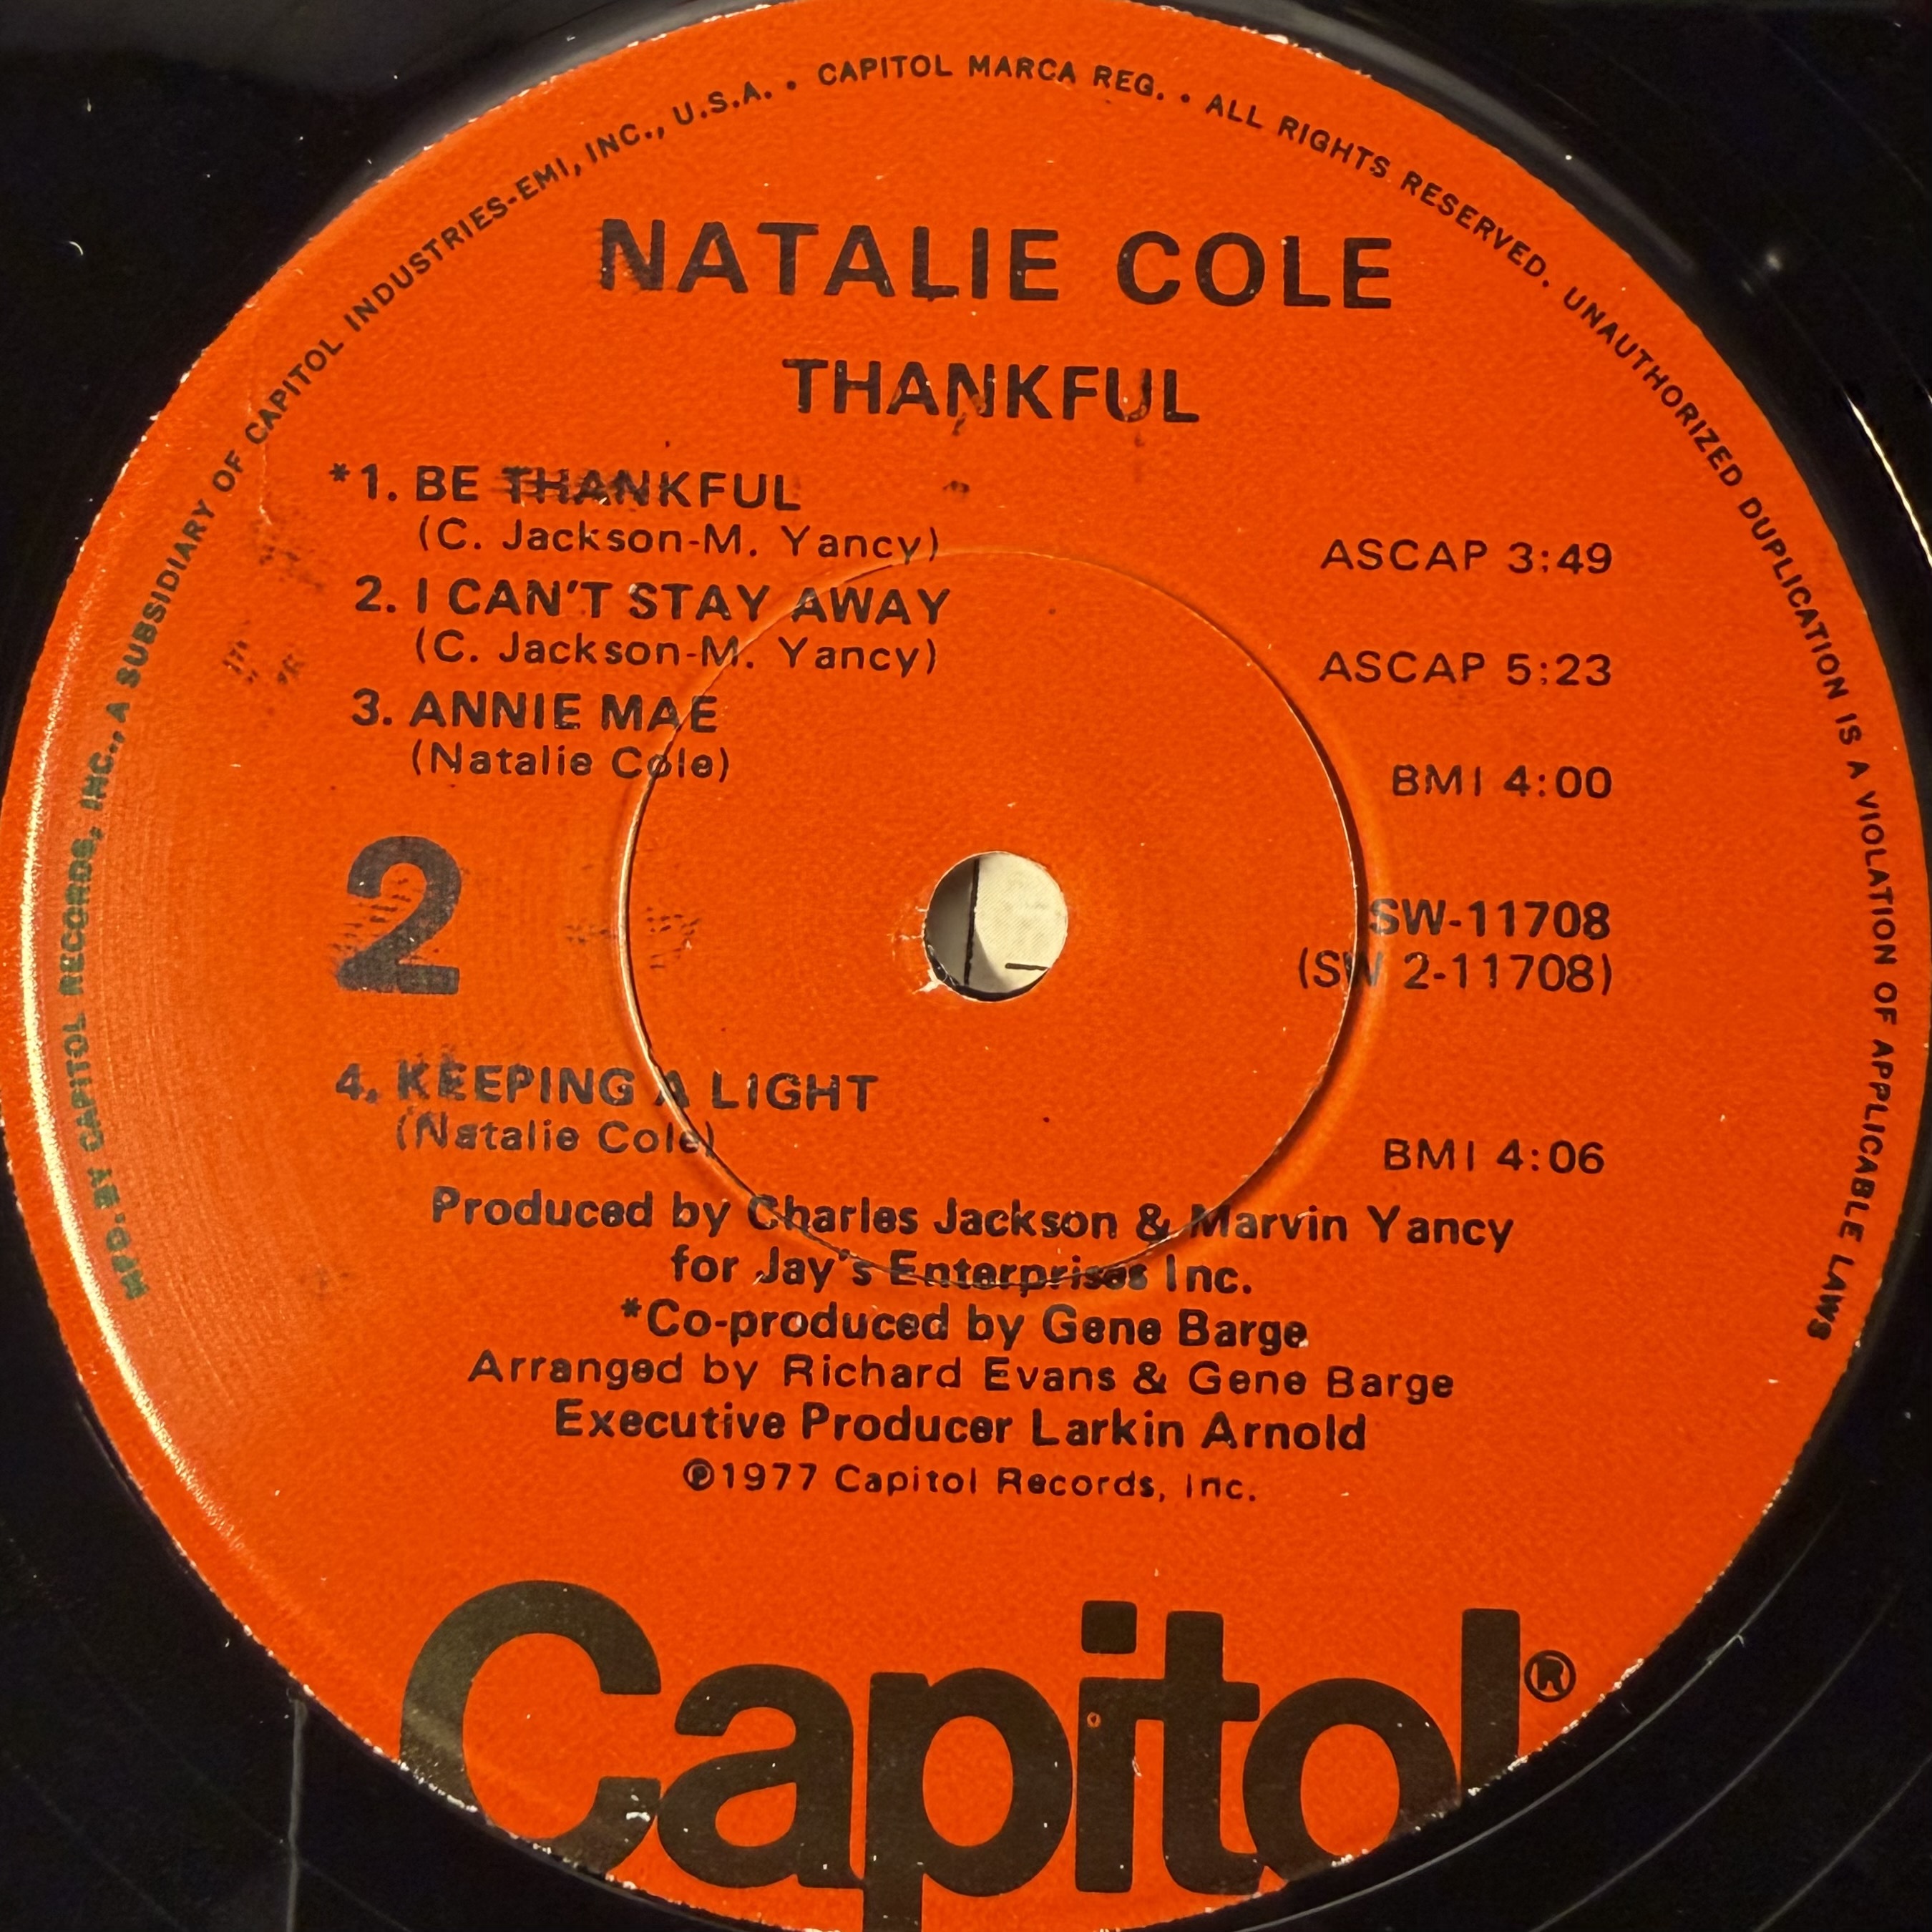 MFD. BY CAPITOL RECORDS, INC., A SUBSIDIARY OF CAPITOL INDUSTRIES-EMI, INC., U.S.A. • CAPITOL MARCA REG. • ALL RIGHTS RESERVED. UNAUTHORIZED DUPLICATION IS A VIOLATION OF APPLICABLE LAWS
NATALIE COLE
THANKFUL
*1. BE THANKFUL
(C. Jackson-M. Yancy)
ASCAP 3:49
2. I CAN'T STAY AWAY
(C. Jackson-M. Yancy)
ASCAP 5:23
3. ANNIE MAE
(Natalie Cole)
BMI 4:00
2
SW-11708
(SW 2-11708)
4. KEEPING A LIGHT
(Natalie Cole)
BMI 4:06
Produced by Charles Jackson & Marvin Yancy
for Jay's Enterprises Inc.
*Co-produced by Gene Barge
Arranged by Richard Evans & Gene Barge
Executive Producer Larkin Arnold
℗1977 Capitol Records, Inc.
Capitol®